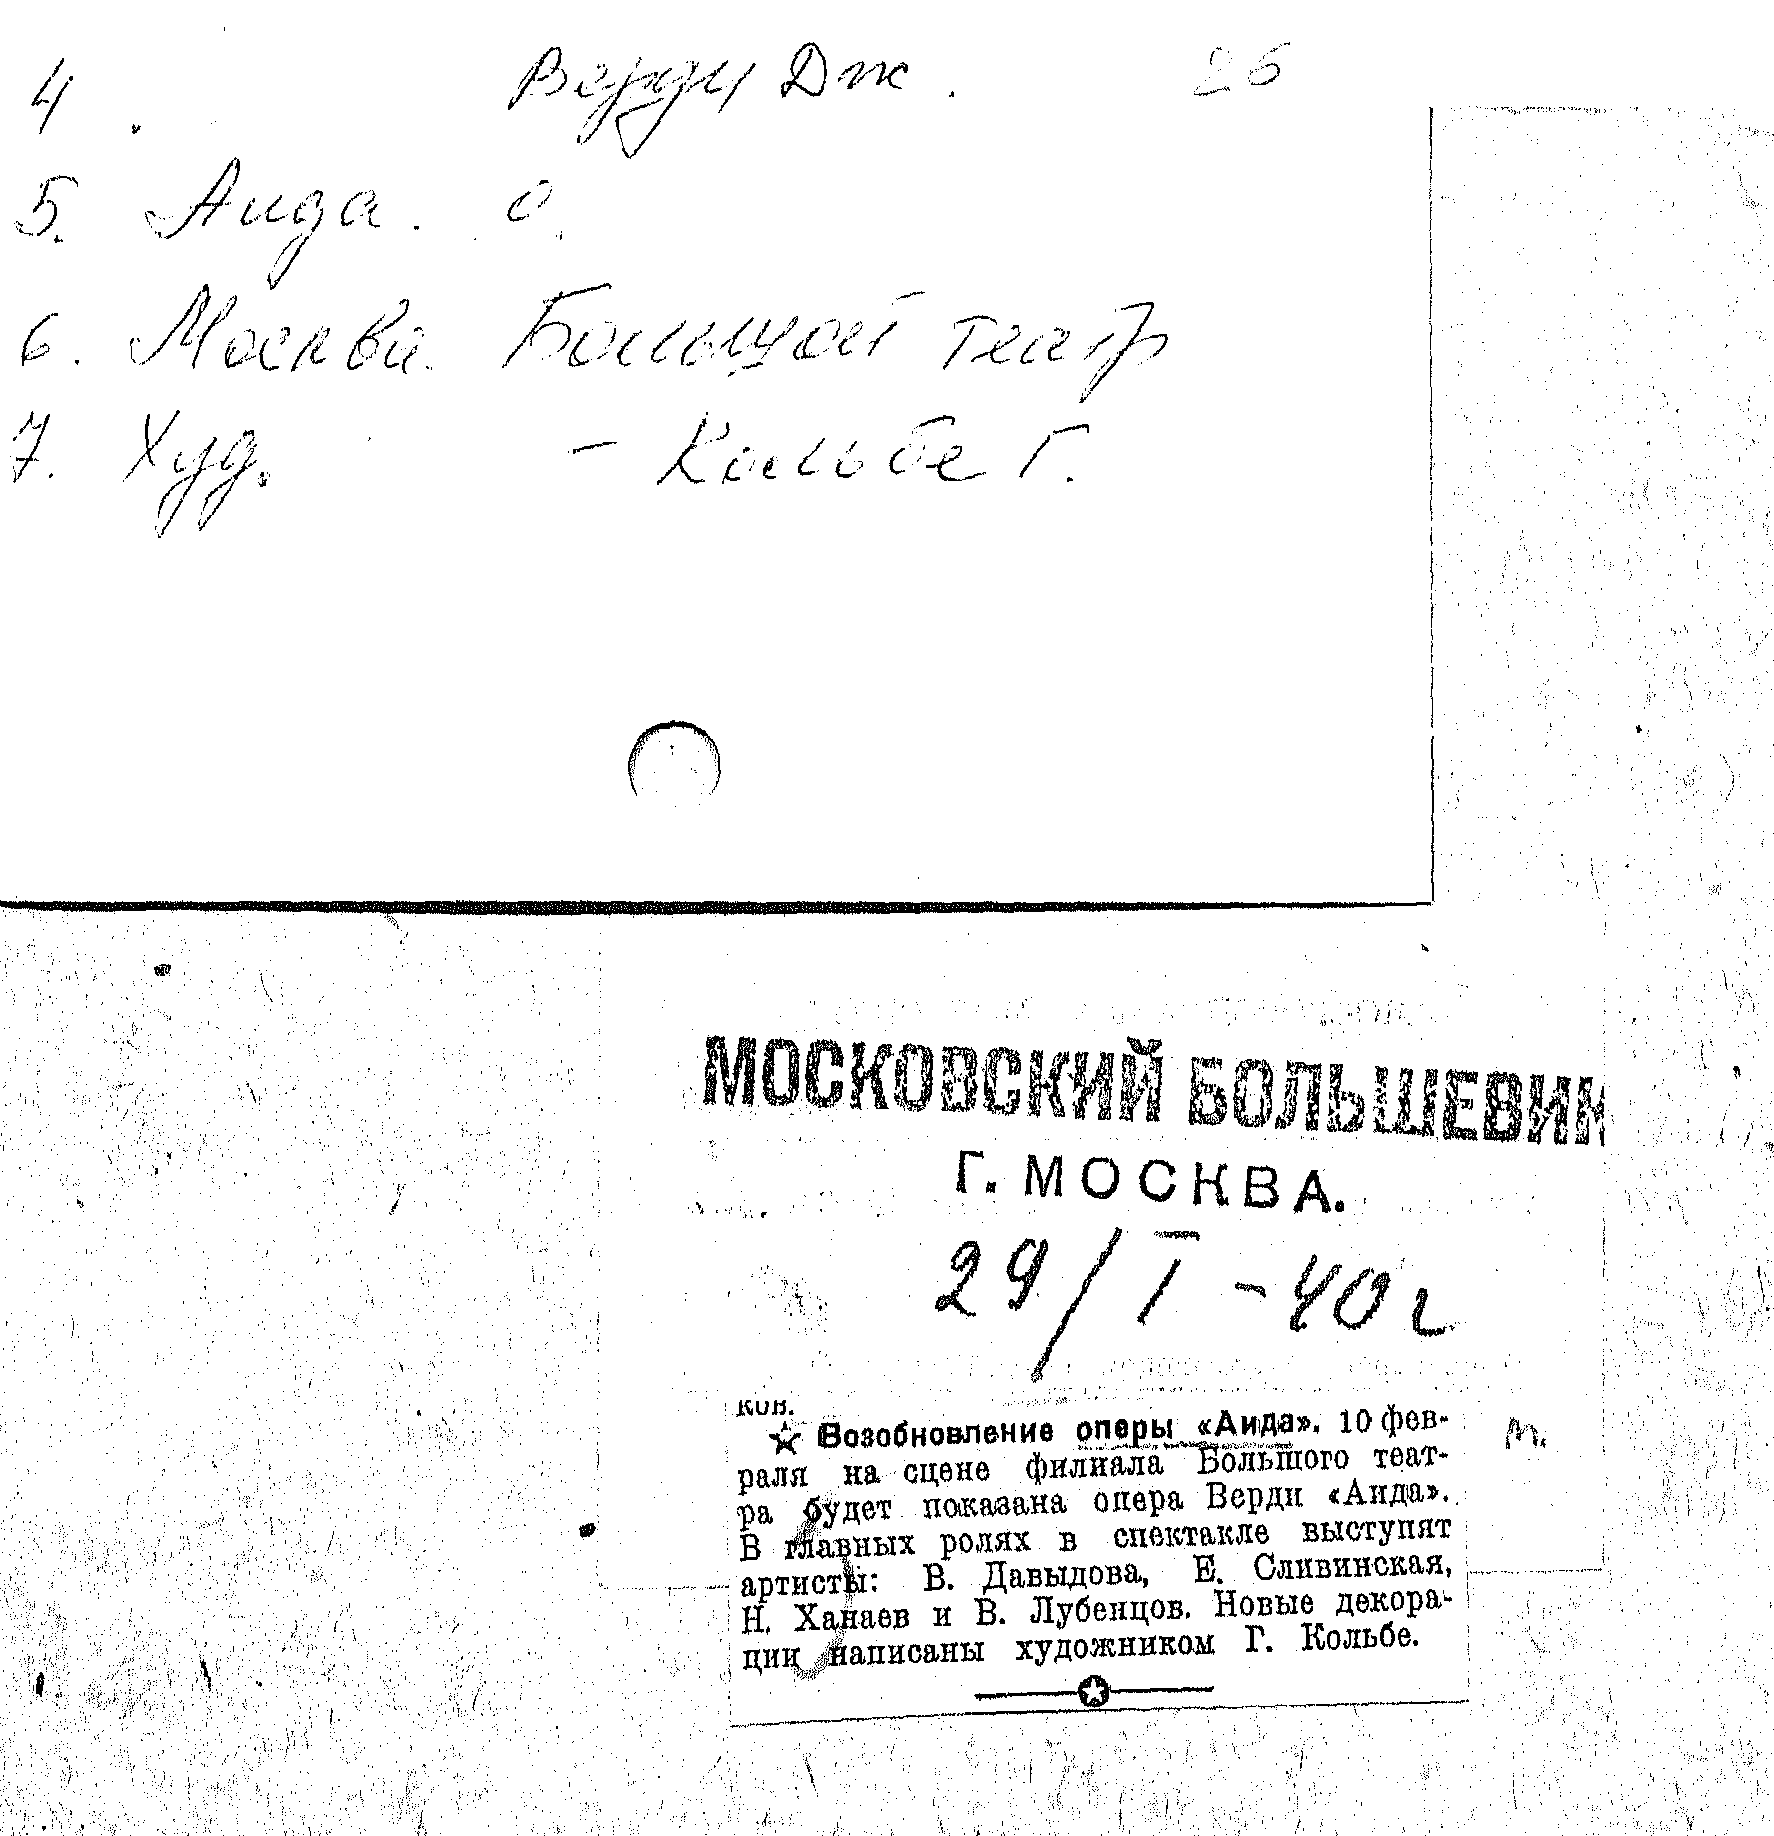 4. Верди Дж. 26
5. Аида. о.
6. Москва. Большой театр
7. Худ. – Кольбе Г.
МОСКОВСКИЙ БОЛЬШЕВИК
Г. МОСКВА.
29/I – 40 г
ков.
☆ Возобновление оперы «Аида». 10 фев-
раля на сцене филиала Большого теат-
ра будет показана опера Верди «Аида».
В главных ролях в спектакле выступят
артисты: В. Давыдова, Е. Сливинская,
Н. Ханаев и В. Лубенцов. Новые декора-
ции написаны художником Г. Кольбе.